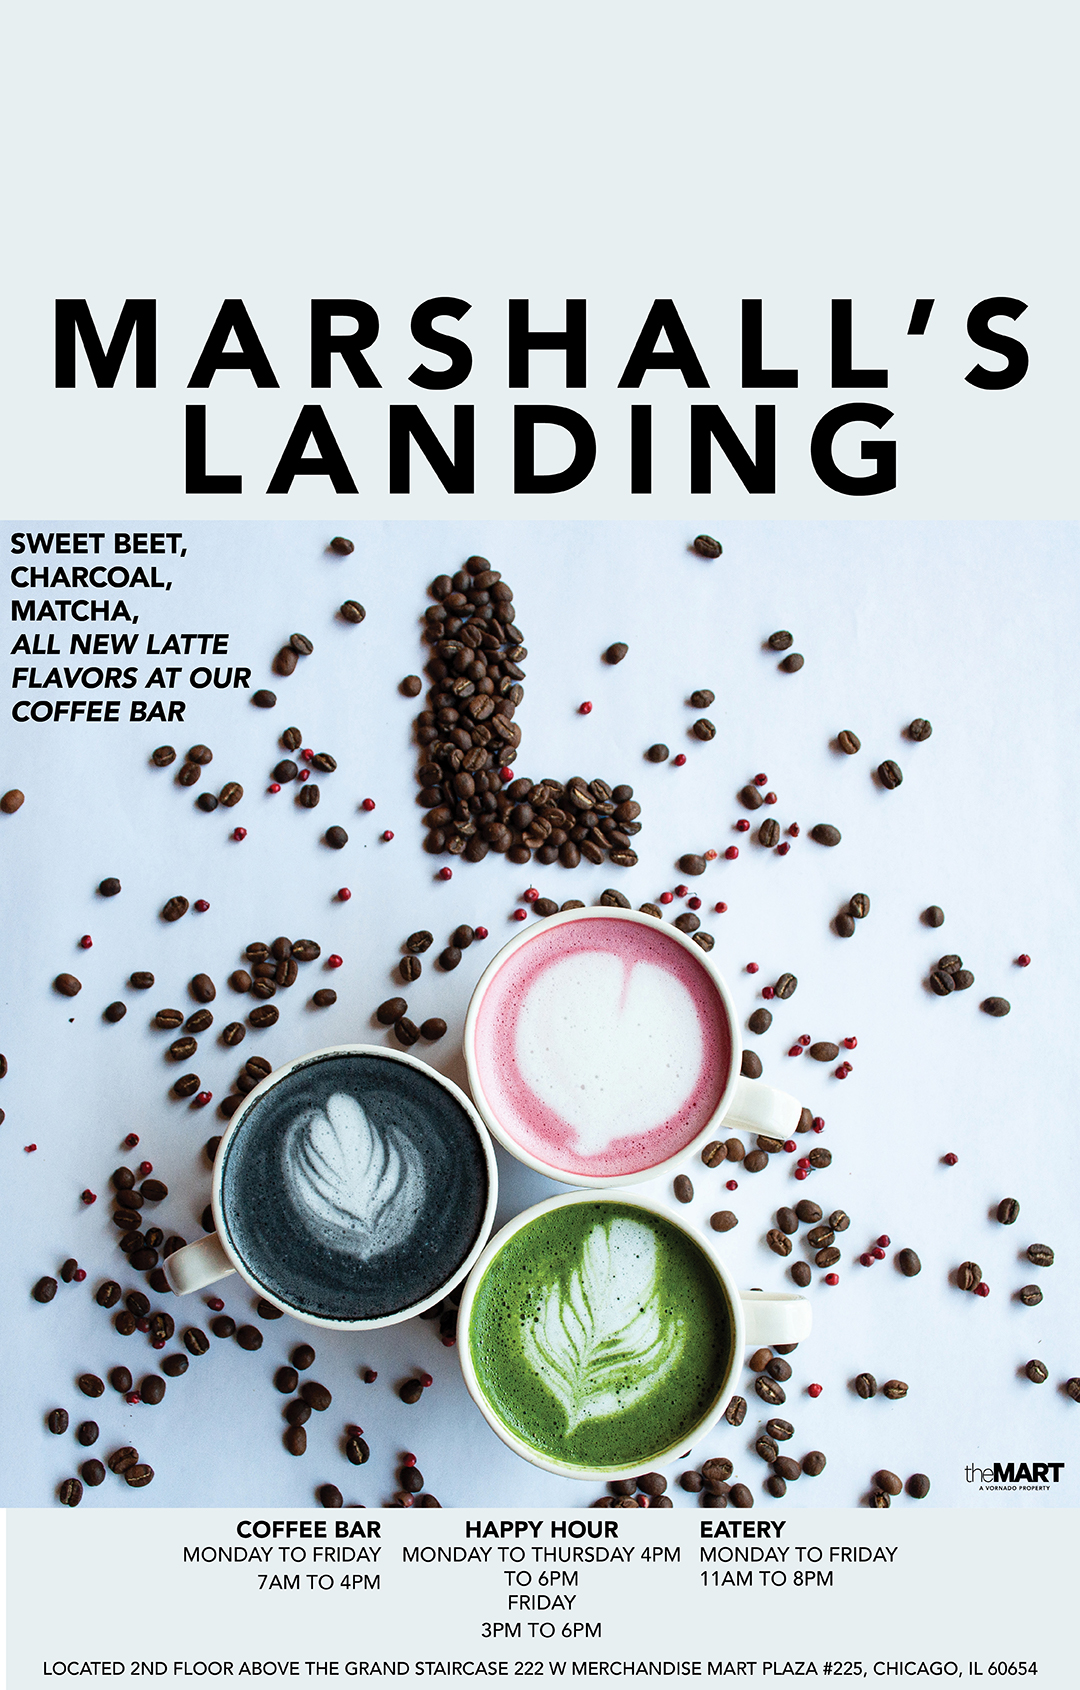 MARSHALL'S
LANDING
SWEET BEET,
CHARCOAL,
MATCHA,
ALL NEW LATTE
FLAVORS AT OUR
COFFEE BAR
L
theMART
A VORNADO PROPERTY
COFFEE BAR
MONDAY TO FRIDAY
7AM TO 4PM
HAPPY HOUR
MONDAY TO THURSDAY 4PM
TO 6PM
FRIDAY
3PM TO 6PM
EATERY
MONDAY TO FRIDAY
11AM TO 8PM
LOCATED 2ND FLOOR ABOVE THE GRAND STAIRCASE 222 W MERCHANDISE MART PLAZA #225, CHICAGO, IL 60654